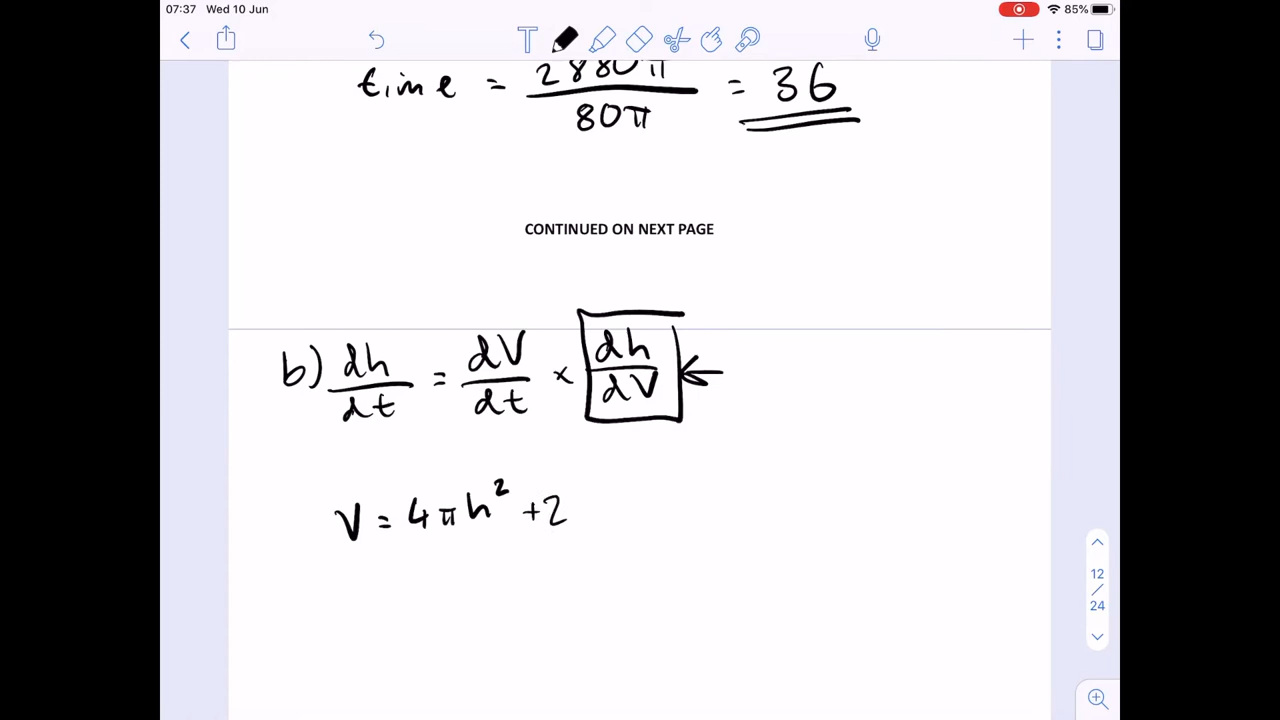 07:37 Wed 10 Jun 85%
T
time = 2880π/80π = 36
CONTINUED ON NEXT PAGE
b) dh/dt = dV/dt × dh/dV ←
V = 4πh² + 2
12
/
24